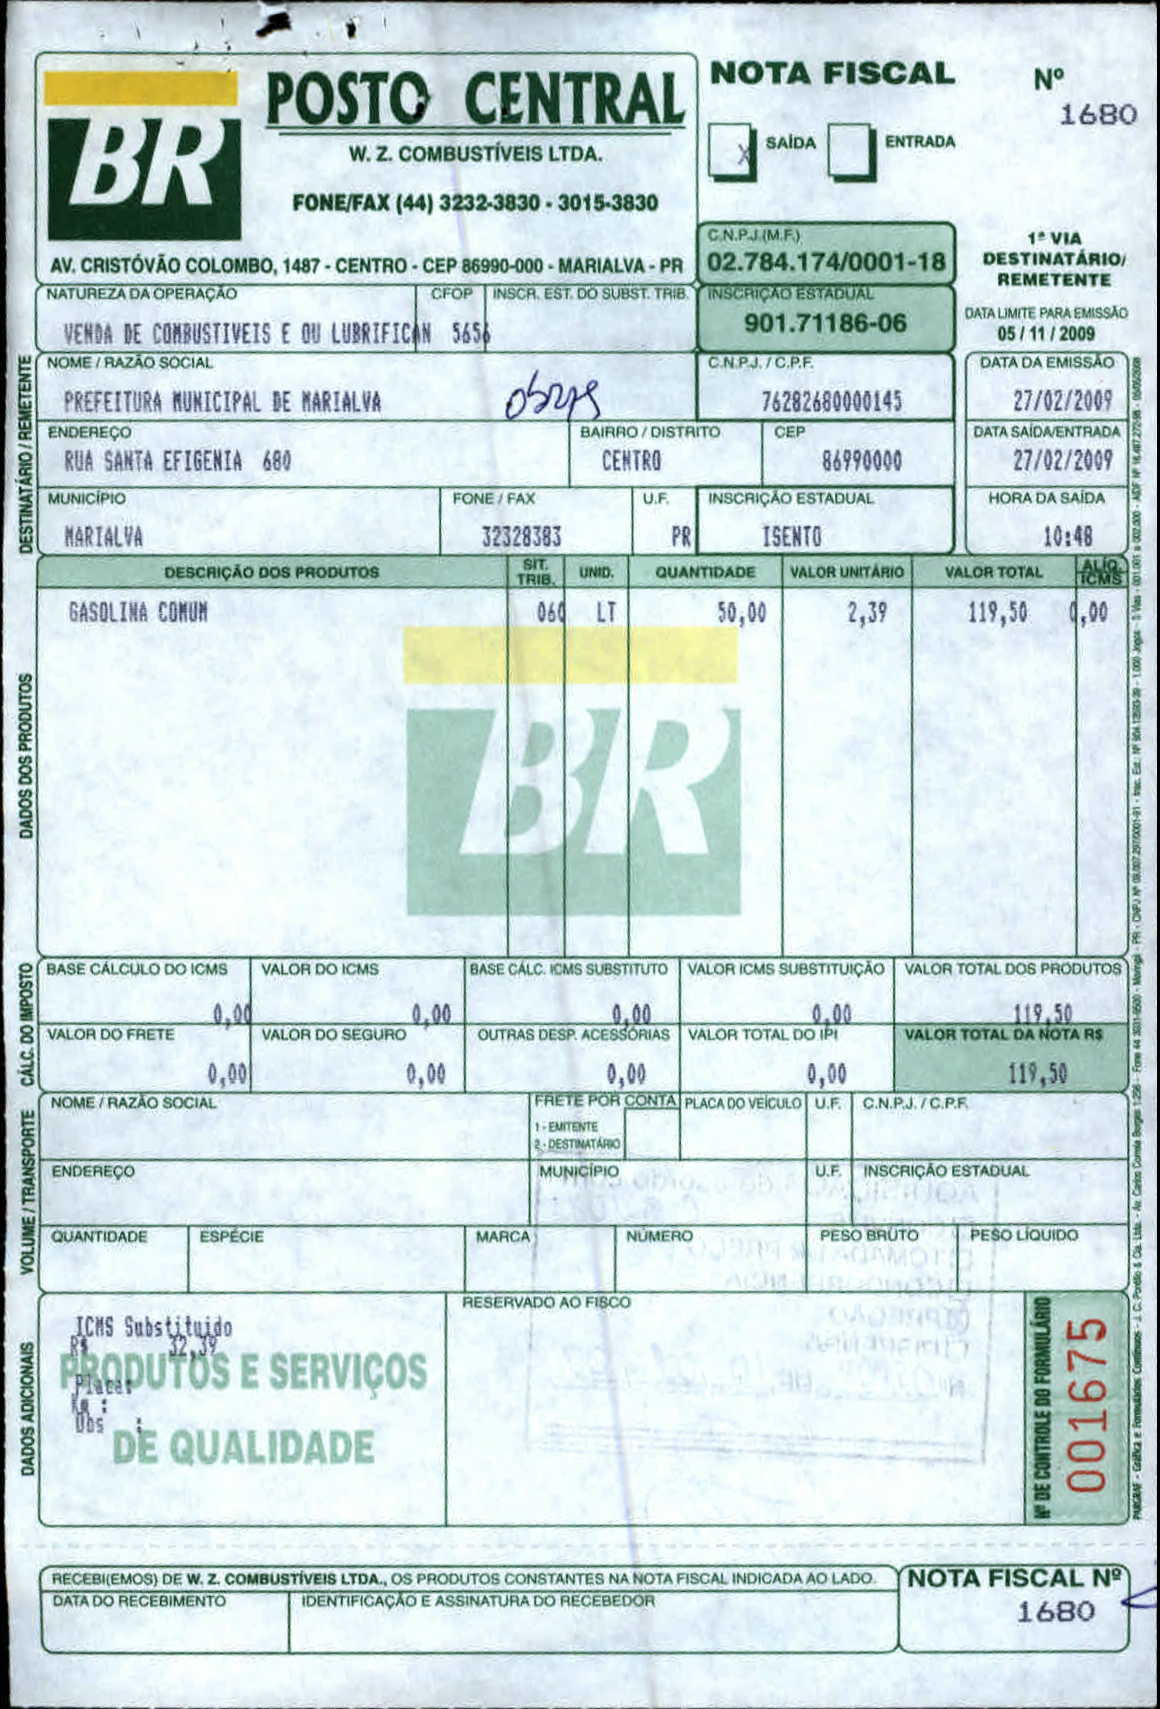 BR
POSTO CENTRAL
W. Z. COMBUSTÍVEIS LTDA.
FONE/FAX (44) 3232-3830 - 3015-3830
AV. CRISTÓVÃO COLOMBO, 1487 - CENTRO - CEP 86990-000 - MARIALVA - PR
NOTA FISCAL Nº
1680
X SAÍDA ENTRADA
C.N.P.J.(M.F.)
02.784.174/0001-18
1ª VIA
DESTINATÁRIO/
REMETENTE
NATUREZA DA OPERAÇÃO CFOP INSCR. EST. DO SUBST. TRIB. INSCRIÇÃO ESTADUAL
VENDA DE COMBUSTIVEIS E OU LUBRIFICAN 5656 901.71186-06
DATA LIMITE PARA EMISSÃO
05 / 11 / 2009
DESTINATÁRIO / REMETENTE
NOME / RAZÃO SOCIAL C.N.P.J. / C.P.F. DATA DA EMISSÃO
PREFEITURA MUNICIPAL DE MARIALVA 76282680000145 27/02/2009
ENDEREÇO BAIRRO / DISTRITO CEP DATA SAÍDA/ENTRADA
RUA SANTA EFIGENIA 680 CENTRO 86990000 27/02/2009
MUNICÍPIO FONE / FAX U.F. INSCRIÇÃO ESTADUAL HORA DA SAÍDA
MARIALVA 32328383 PR ISENTO 10:48
DADOS DOS PRODUTOS
DESCRIÇÃO DOS PRODUTOS SIT. TRIB. UNID. QUANTIDADE VALOR UNITÁRIO VALOR TOTAL ALÍQ. ICMS
GASOLINA COMUM 060 LT 50,00 2,39 119,50 0,00
BR
CÁLC. DO IMPOSTO
BASE CÁLCULO DO ICMS VALOR DO ICMS BASE CÁLC. ICMS SUBSTITUTO VALOR ICMS SUBSTITUIÇÃO VALOR TOTAL DOS PRODUTOS
0,00 0,00 0,00 0,00 119,50
VALOR DO FRETE VALOR DO SEGURO OUTRAS DESP. ACESSÓRIAS VALOR TOTAL DO IPI VALOR TOTAL DA NOTA R$
0,00 0,00 0,00 0,00 119,50
VOLUME / TRANSPORTE
NOME / RAZÃO SOCIAL FRETE POR CONTA PLACA DO VEÍCULO U.F. C.N.P.J. / C.P.F.
1 - EMITENTE
2 - DESTINATÁRIO
ENDEREÇO MUNICÍPIO U.F. INSCRIÇÃO ESTADUAL
QUANTIDADE ESPÉCIE MARCA NÚMERO PESO BRUTO PESO LÍQUIDO
DADOS ADICIONAIS
RESERVADO AO FISCO
ICMS Substituido
R$ 32,39
PRODUTOS E SERVIÇOS
Placa:
Km :
Obs :
DE QUALIDADE
Nº DE CONTROLE DO FORMULÁRIO
001675
RECEBI(EMOS) DE W. Z. COMBUSTÍVEIS LTDA., OS PRODUTOS CONSTANTES NA NOTA FISCAL INDICADA AO LADO.
DATA DO RECEBIMENTO IDENTIFICAÇÃO E ASSINATURA DO RECEBEDOR
NOTA FISCAL Nº
1680